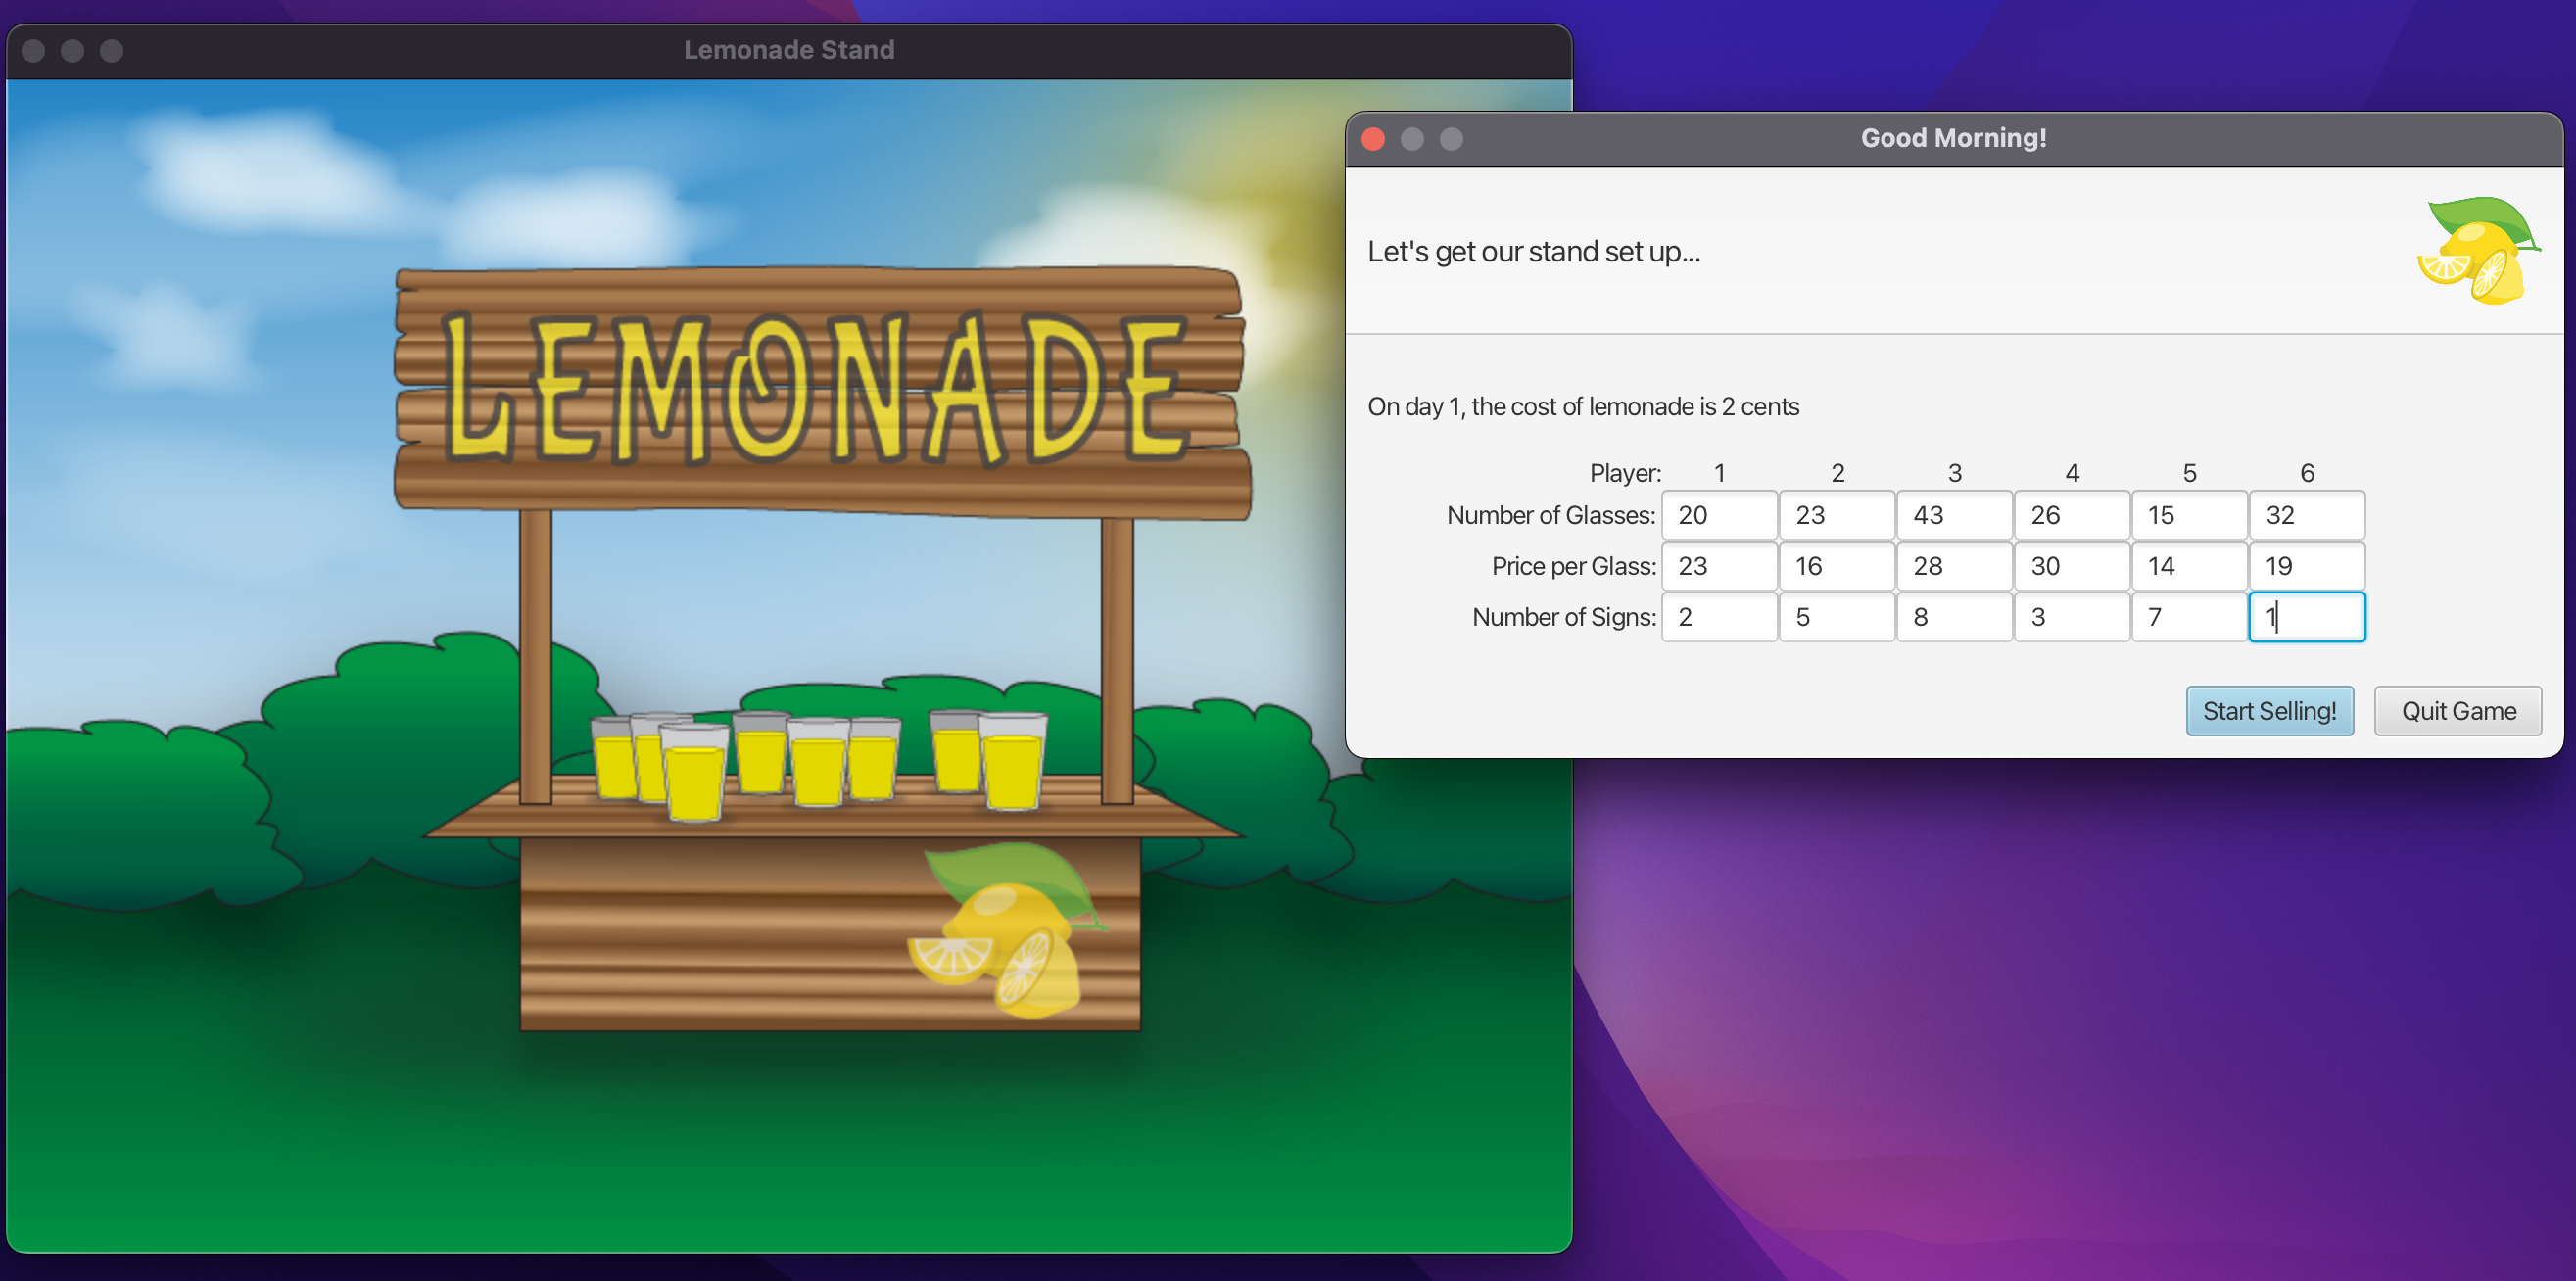 Lemonade Stand
LEMONADE
Good Morning!
Let's get our stand set up...
On day 1, the cost of lemonade is 2 cents
Player: 1 2 3 4 5 6
Number of Glasses: 20 23 43 26 15 32
Price per Glass: 23 16 28 30 14 19
Number of Signs: 2 5 8 3 7 1
Start Selling! Quit Game